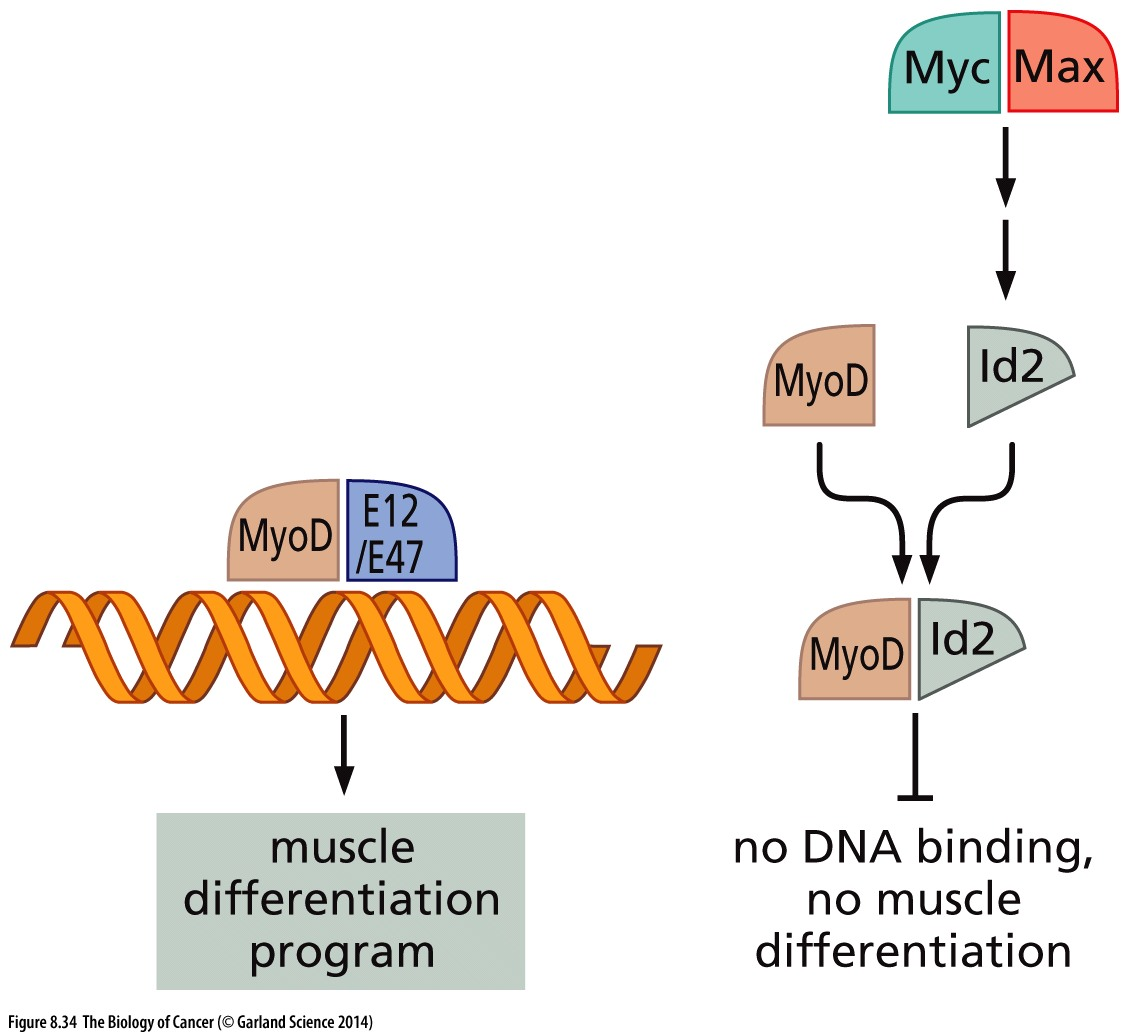 Myc Max
MyoD Id2
MyoD E12
/E47
MyoD Id2
muscle
differentiation
program
no DNA binding,
no muscle
differentiation
Figure 8.34 The Biology of Cancer (© Garland Science 2014)